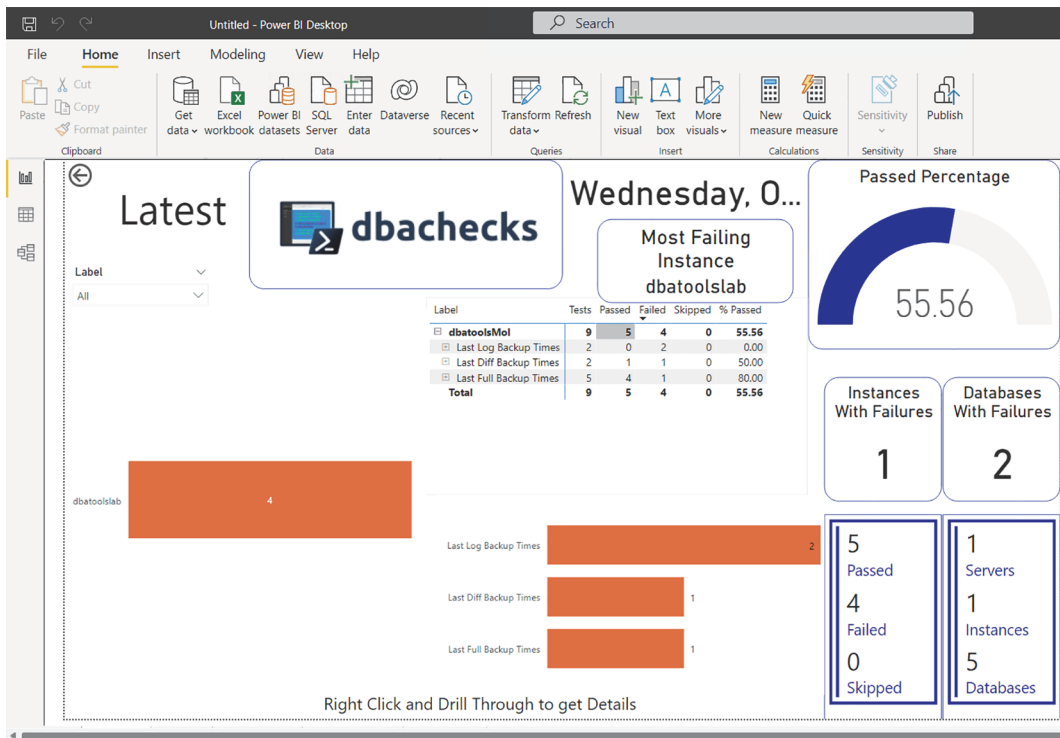 Untitled - Power BI Desktop
Search
File Home Insert Modeling View Help
Paste
Cut
Copy
Format painter
Clipboard
Get data
Excel workbook
Power BI datasets
SQL Server
Enter data
Dataverse
Recent sources
Data
Transform data
Refresh
Queries
New visual
Text box
More visuals
Insert
New measure
Quick measure
Calculations
Sensitivity
Sensitivity
Publish
Share
Latest
dbachecks
Wednesday, O...
Most Failing
Instance
dbatoolslab
Passed Percentage
55.56
Label
All
Label Tests Passed Failed Skipped % Passed
dbatoolsMol 9 5 4 0 55.56
Last Log Backup Times 2 0 2 0 0.00
Last Diff Backup Times 2 1 1 0 50.00
Last Full Backup Times 5 4 1 0 80.00
Total 9 5 4 0 55.56
Instances
With Failures
1
Databases
With Failures
2
dbatoolslab 4
Last Log Backup Times 2
Last Diff Backup Times 1
Last Full Backup Times 1
5
Passed
4
Failed
0
Skipped
1
Servers
1
Instances
5
Databases
Right Click and Drill Through to get Details